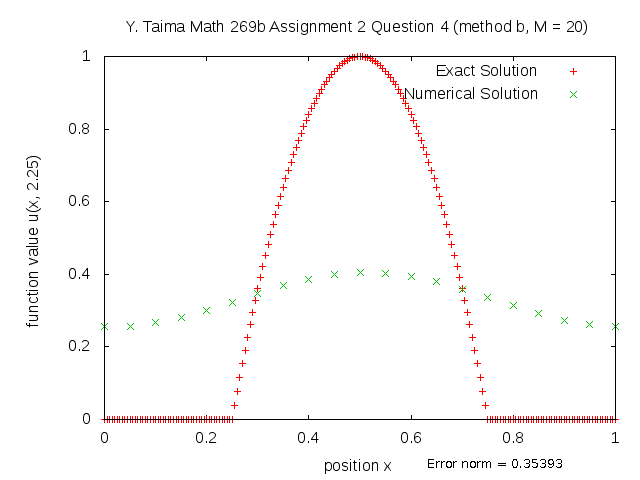 Y. Taima Math 269b Assignment 2 Question 4 (method b, M = 20)
1
0.8
0.6
0.4
0.2
0
function value u(x, 2.25)
Exact Solution
Numerical Solution
0 0.2 0.4 0.6 0.8 1
position x
Error norm = 0.35393